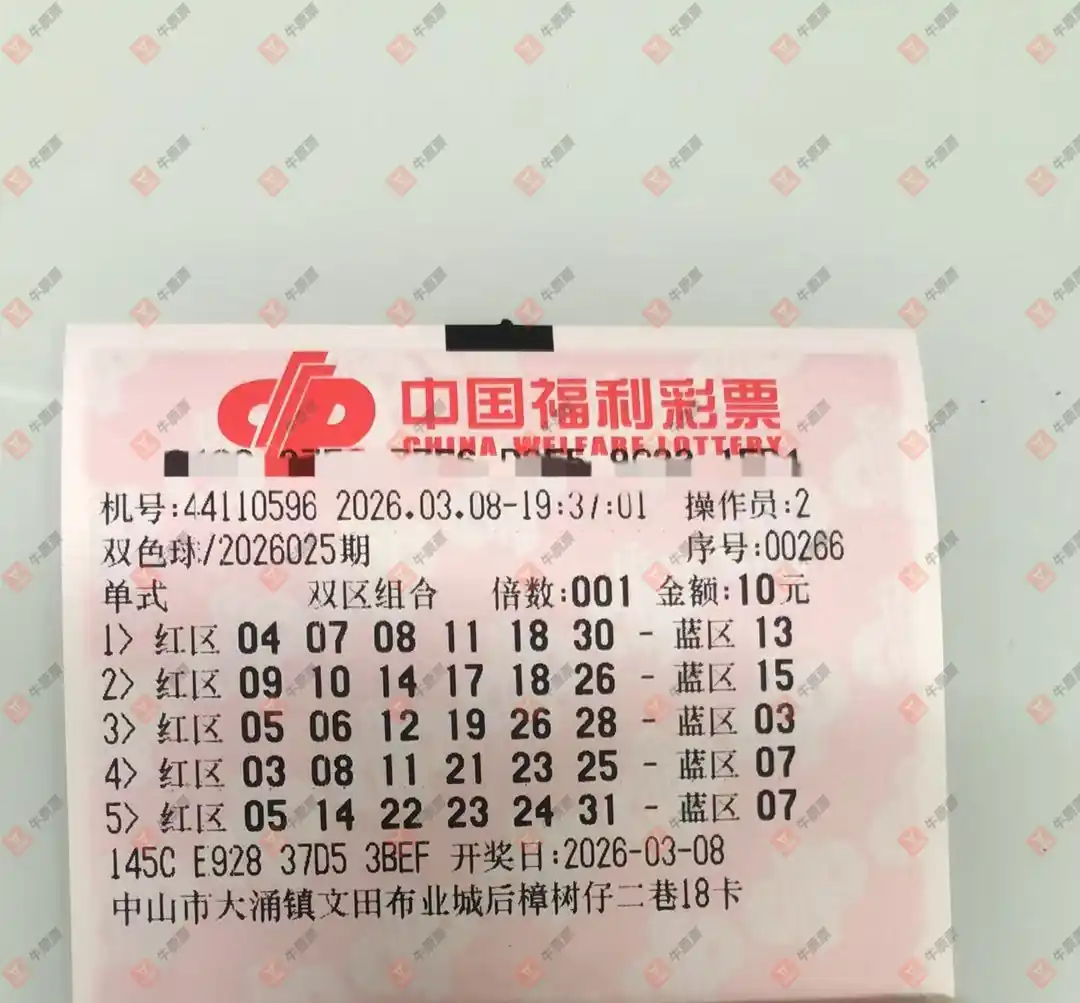 中国福利彩票
CHINA WELFARE LOTTERY
机号:44110596 2026.03.08-19:37:01 操作员:2
双色球/2026025期 序号:00266
单式 双区组合 倍数:001 金额:10元
1> 红区 04 07 08 11 18 30 - 蓝区 13
2> 红区 09 10 14 17 18 26 - 蓝区 15
3> 红区 05 06 12 19 26 28 - 蓝区 03
4> 红区 03 08 11 21 23 25 - 蓝区 07
5> 红区 05 14 22 23 24 31 - 蓝区 07
145C E928 37D5 3BEF 开奖日:2026-03-08
中山市大涌镇文田布业城后樟树仔二巷18卡